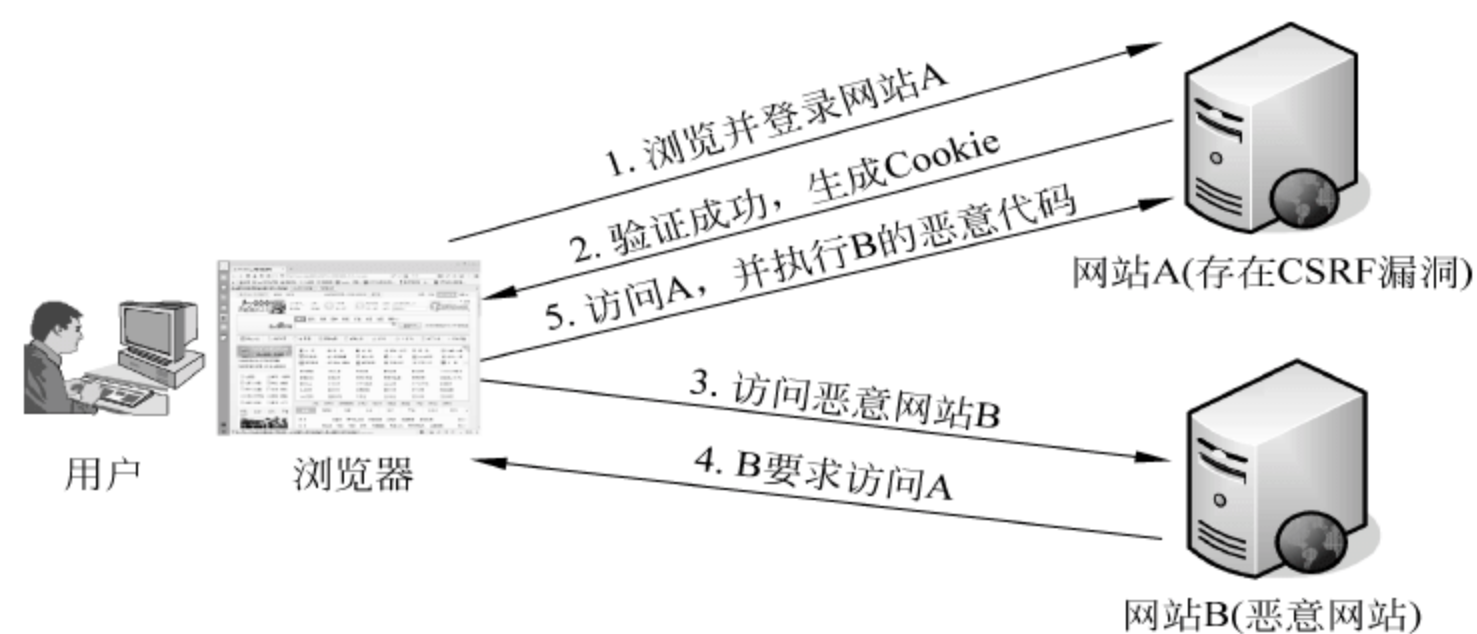 1. 浏览并登录网站A
2. 验证成功，生成Cookie
5. 访问A，并执行B的恶意代码
网站A(存在CSRF漏洞)
3. 访问恶意网站B
4. B要求访问A
用户
浏览器
网站B(恶意网站)